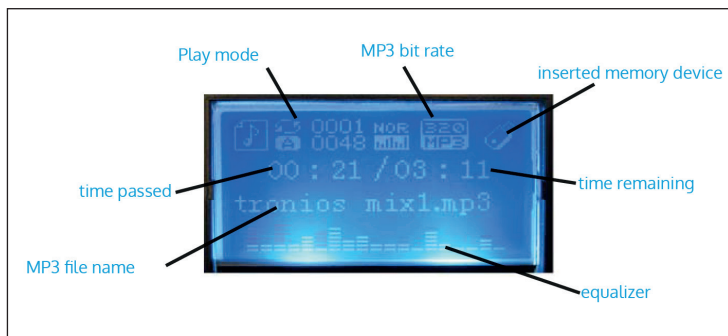 Play mode
MP3 bit rate
inserted memory device
0001 NOR 320
A 0048 MP3
time passed
00 : 21 / 03 : 11
time remaining
tronios mix1.mp3
MP3 file name
equalizer